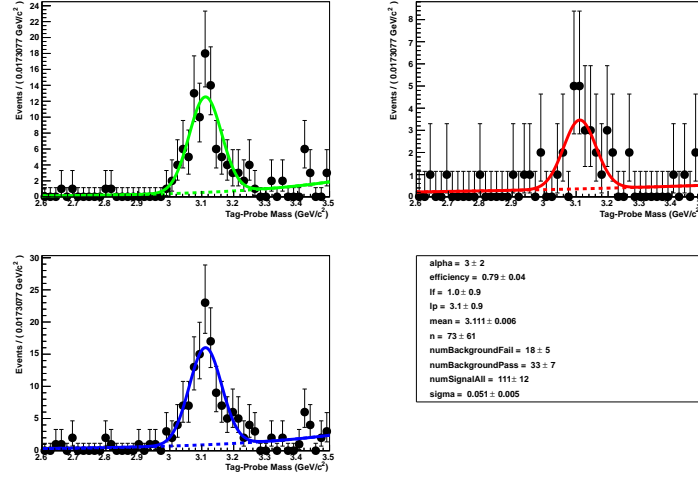 Events / ( 0.0173077 GeV/c² )
24
22
20
18
16
14
12
10
8
6
4
2
0
2.6 2.7 2.8 2.9 3 3.1 3.2 3.3 3.4 3.5
Tag-Probe Mass (GeV/c²)
Events / ( 0.0173077 GeV/c² )
8
7
6
5
4
3
2
1
0
2.6 2.7 2.8 2.9 3 3.1 3.2 3.3 3.4
Tag-Probe Mass (GeV/c²)
Events / ( 0.0173077 GeV/c² )
30
25
20
15
10
5
0
2.6 2.7 2.8 2.9 3 3.1 3.2 3.3 3.4 3.5
Tag-Probe Mass (GeV/c²)
alpha = 3 ± 2
efficiency = 0.79 ± 0.04
lf = 1.0 ± 0.9
lp = 3.1 ± 0.9
mean = 3.111 ± 0.006
n = 73 ± 61
numBackgroundFail = 18 ± 5
numBackgroundPass = 33 ± 7
numSignalAll = 111 ± 12
sigma = 0.051 ± 0.005